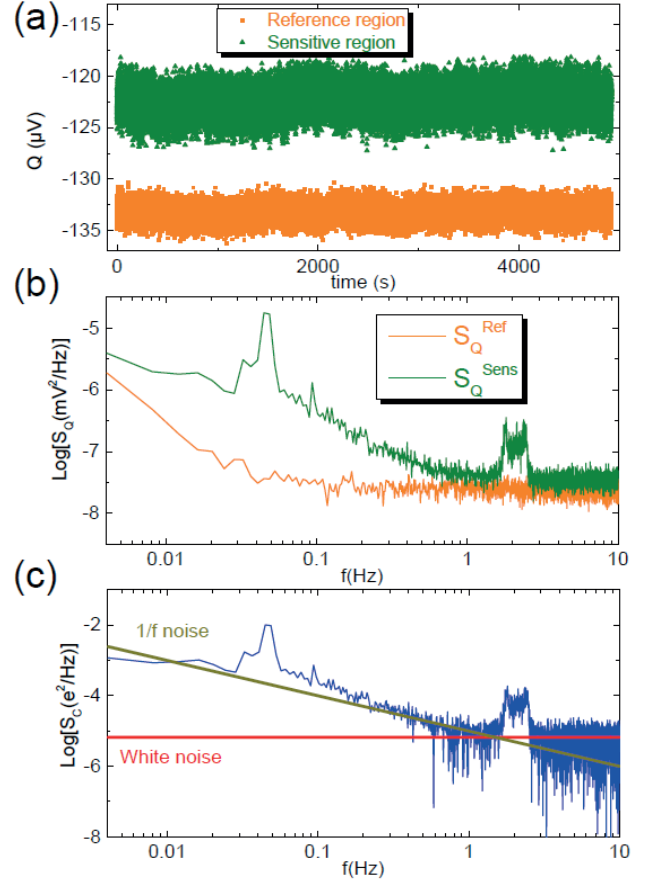 (a)
Reference region
Sensitive region
-115
-120
-125
-130
-135
Q (µV)
0 2000 4000
time (s)
(b)
S_Q^Ref
S_Q^Sens
-5
-6
-7
-8
Log[S_Q(mV²/Hz)]
0.01 0.1 1 10
f(Hz)
(c)
1/f noise
White noise
-2
-4
-6
-8
Log[S_C(e²/Hz)]
0.01 0.1 1 10
f(Hz)